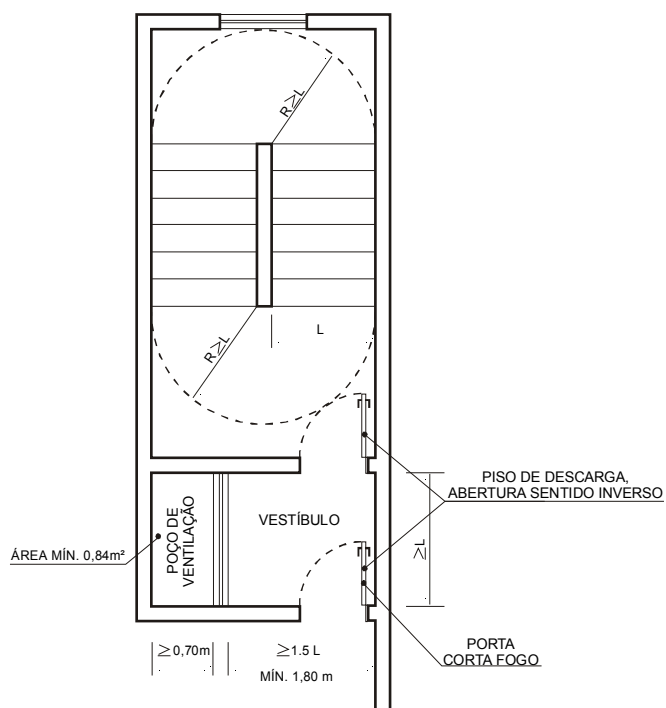 R≥L
R≥L
L
PISO DE DESCARGA,
ABERTURA SENTIDO INVERSO
POÇO DE
VENTILAÇÃO
VESTÍBULO
ÁREA MÍN. 0,84m²
≥L
PORTA
CORTA FOGO
≥0,70m
≥1.5 L
MÍN. 1,80 m